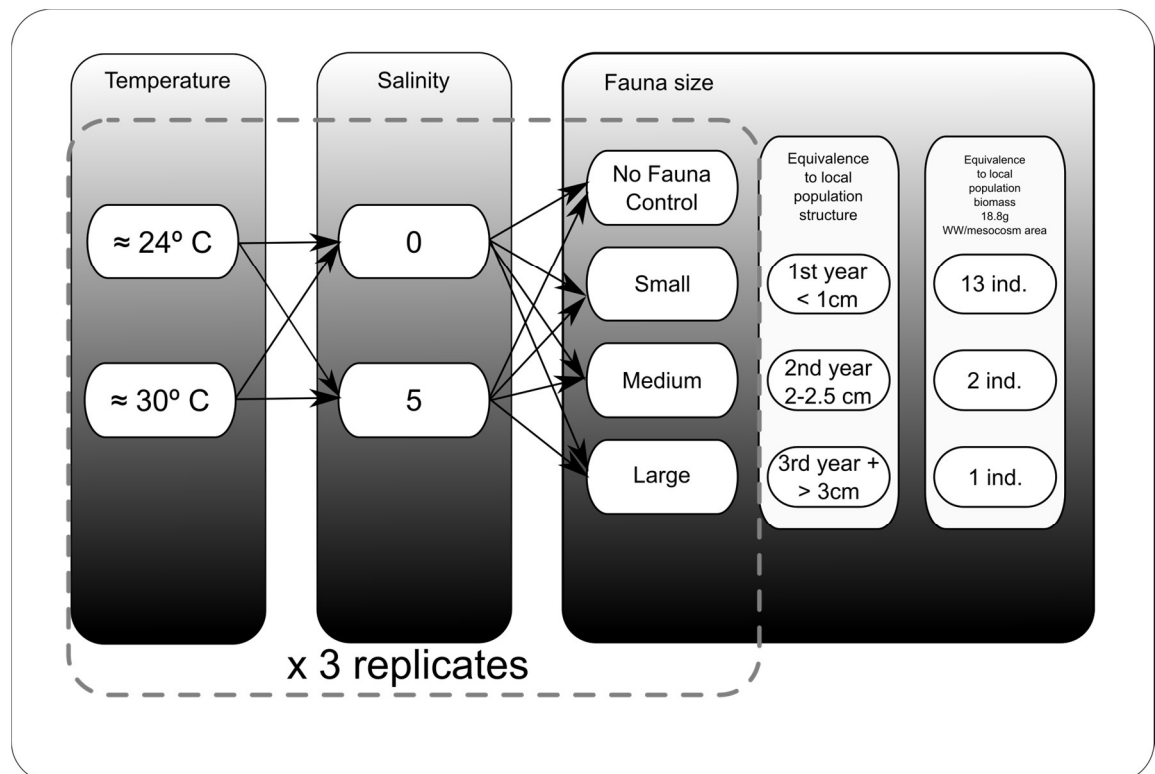 Temperature
Salinity
Fauna size
≈ 24º C
≈ 30º C
0
5
No Fauna
Control
Small
Medium
Large
Equivalence
to local
population
structure
1st year
< 1cm
2nd year
2-2.5 cm
3rd year +
> 3cm
Equivalence
to local
population
biomass
18.8g
WW/mesocosm area
13 ind.
2 ind.
1 ind.
x 3 replicates